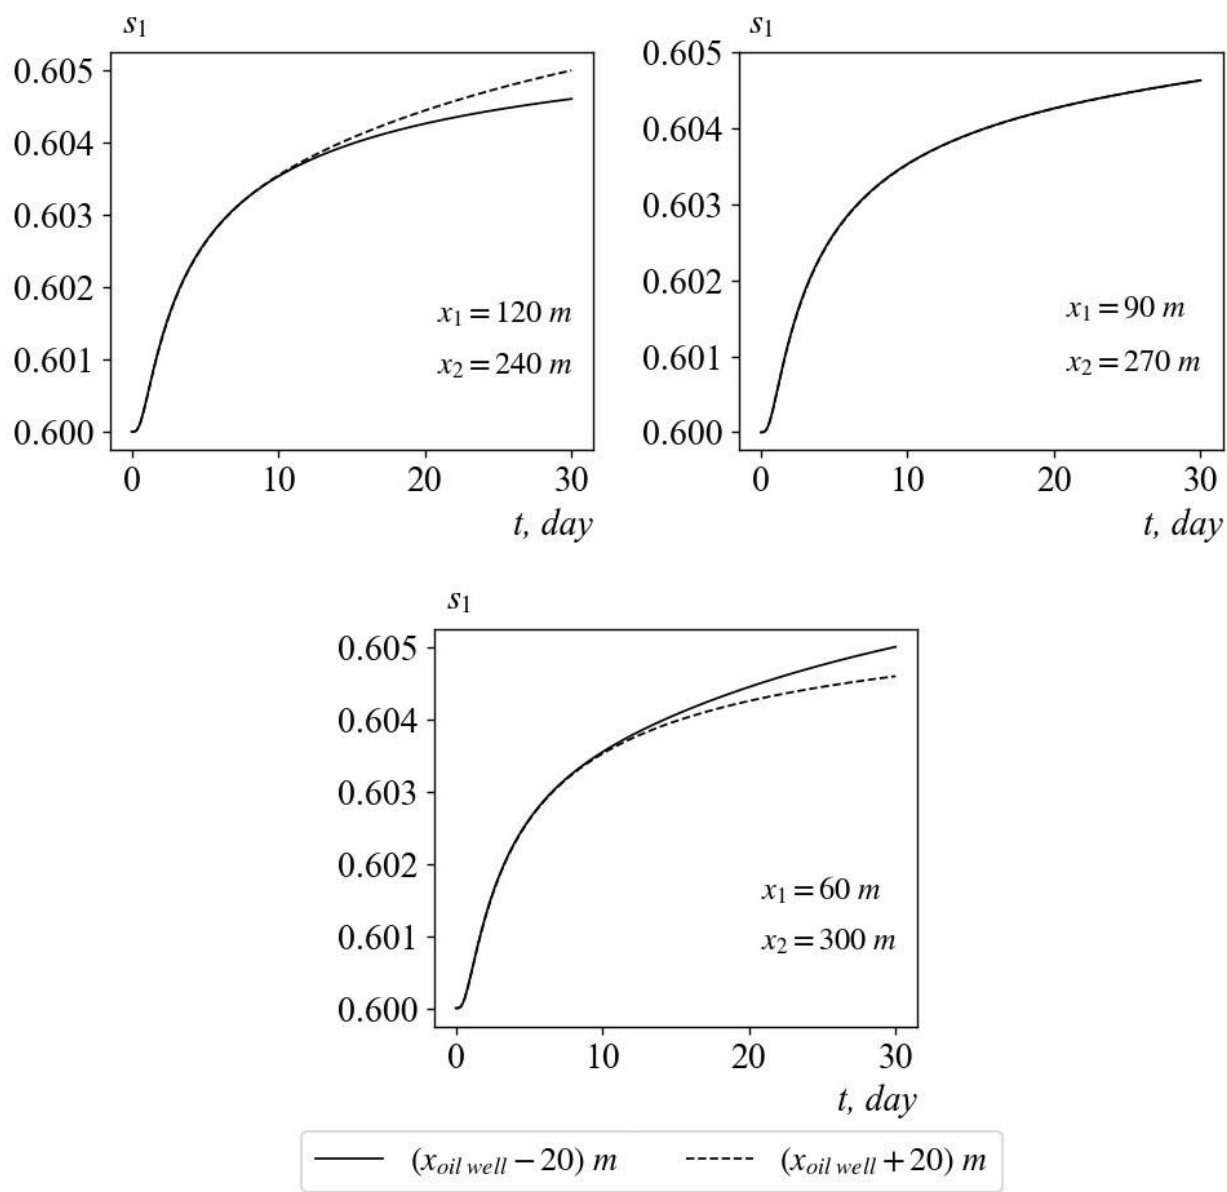 s₁
0.605
0.604
0.603
0.602
0.601
0.600
x₁ = 120 m
x₂ = 240 m
0 10 20 30
t, day
s₁
0.605
0.604
0.603
0.602
0.601
0.600
x₁ = 90 m
x₂ = 270 m
0 10 20 30
t, day
s₁
0.605
0.604
0.603
0.602
0.601
0.600
x₁ = 60 m
x₂ = 300 m
0 10 20 30
t, day
(x_oil well − 20) m (x_oil well + 20) m